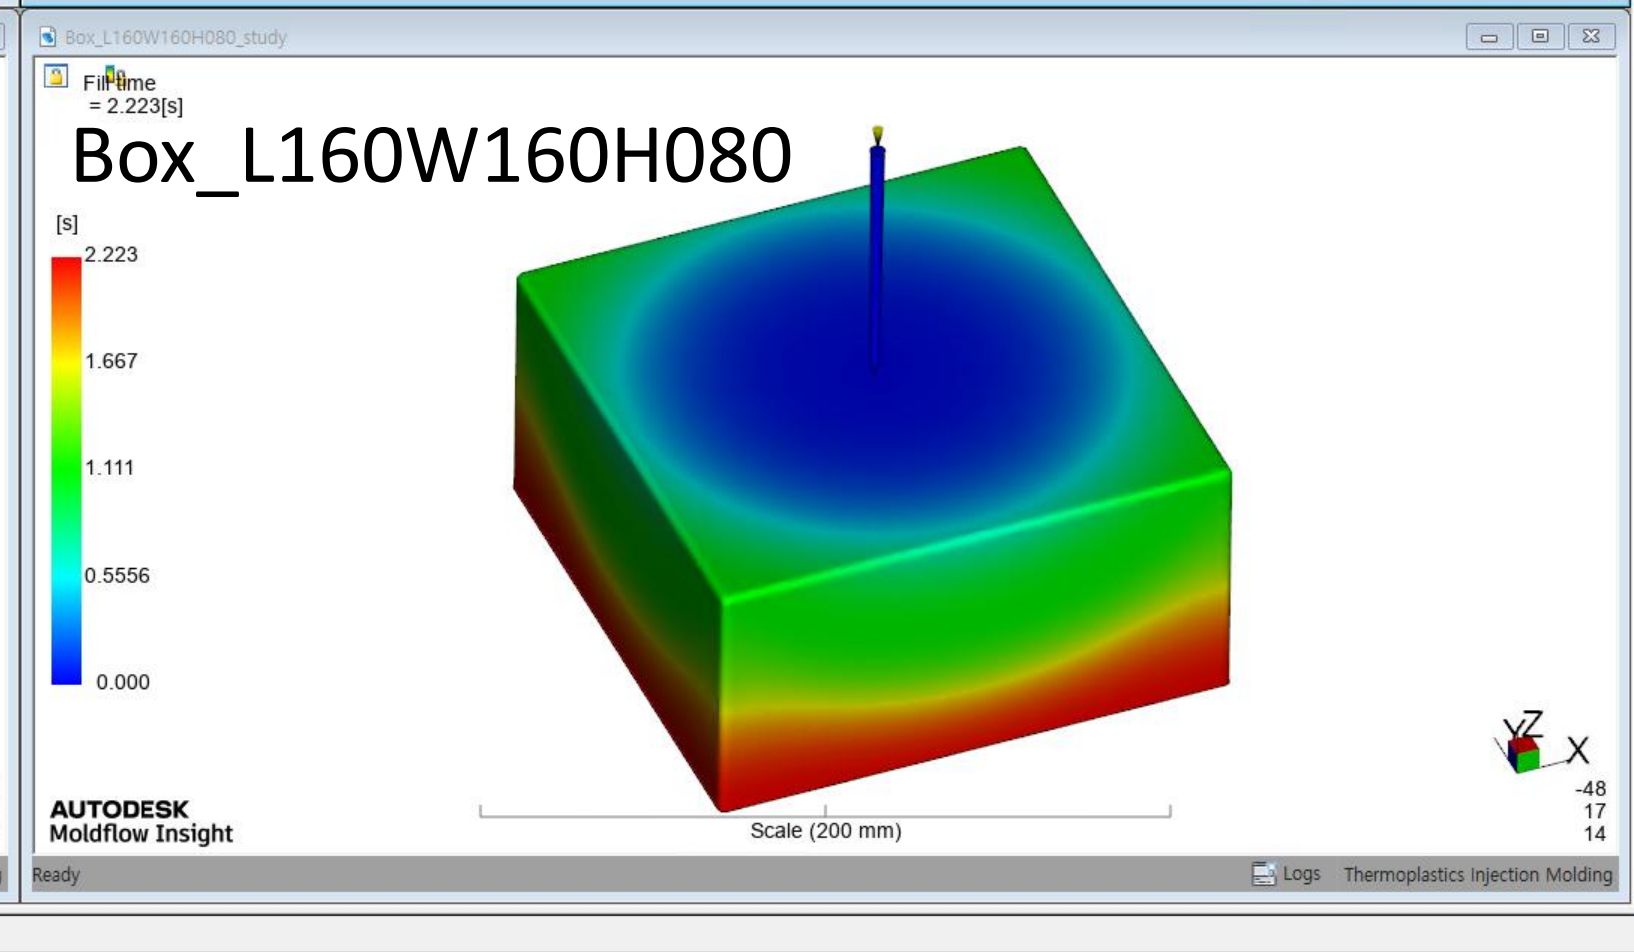 Box_L160W160H080_study
Fill time
= 2.223[s]
Box_L160W160H080
[s]
2.223
1.667
1.111
0.5556
0.000
YZ
X
-48
17
14
AUTODESK
Moldflow Insight
Scale (200 mm)
Ready
Logs
Thermoplastics Injection Molding